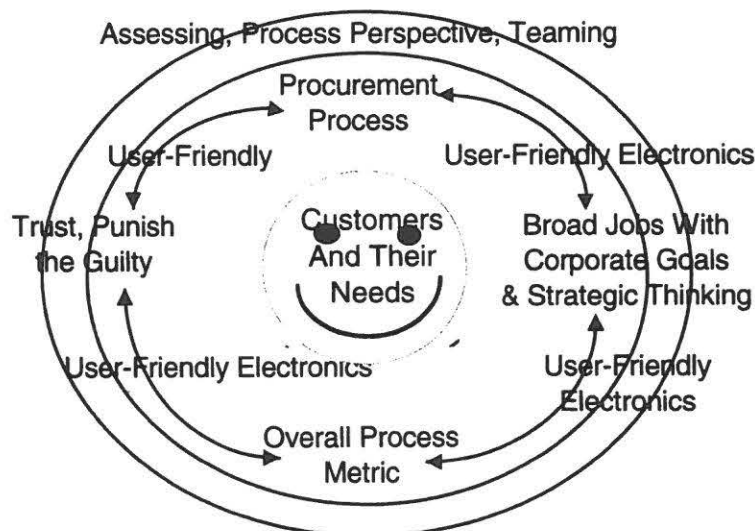 Assessing, Process Perspective, Teaming
Procurement
Process
User-Friendly
User-Friendly Electronics
Trust, Punish
the Guilty
Customers
And Their
Needs
Broad Jobs With
Corporate Goals
& Strategic Thinking
User-Friendly Electronics
User-Friendly
Electronics
Overall Process
Metric